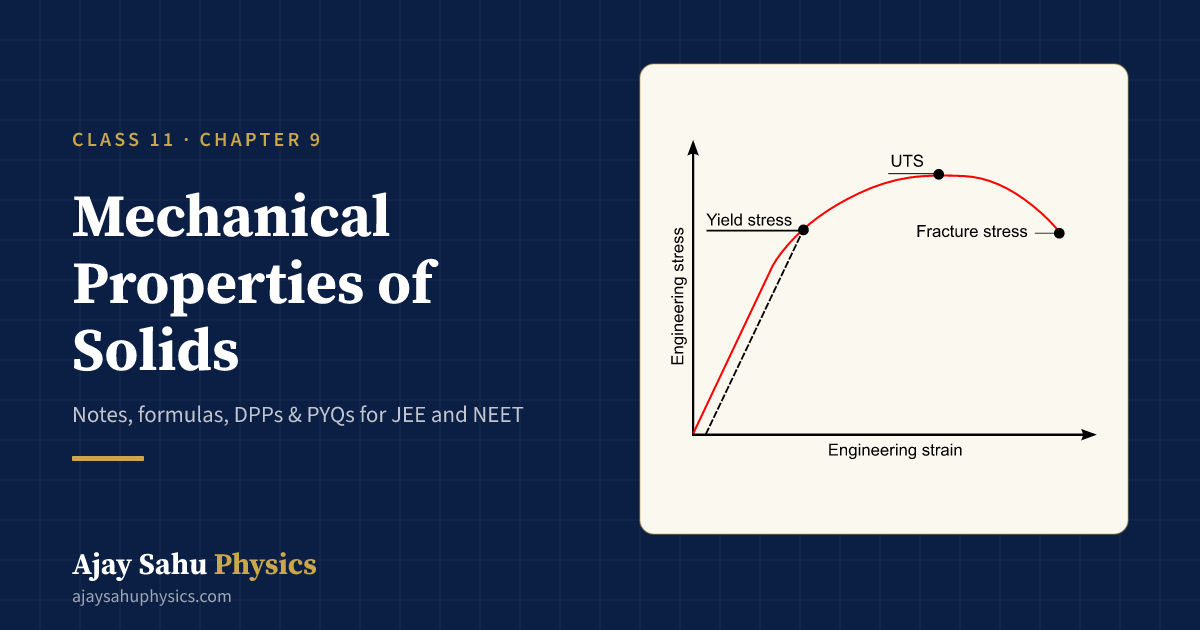 CLASS 11 · CHAPTER 9
Mechanical
Properties of
Solids
Notes, formulas, DPPs & PYQs for JEE and NEET
Ajay Sahu Physics
ajaysahuphysics.com
UTS
Yield stress
Fracture stress
Engineering stress
Engineering strain